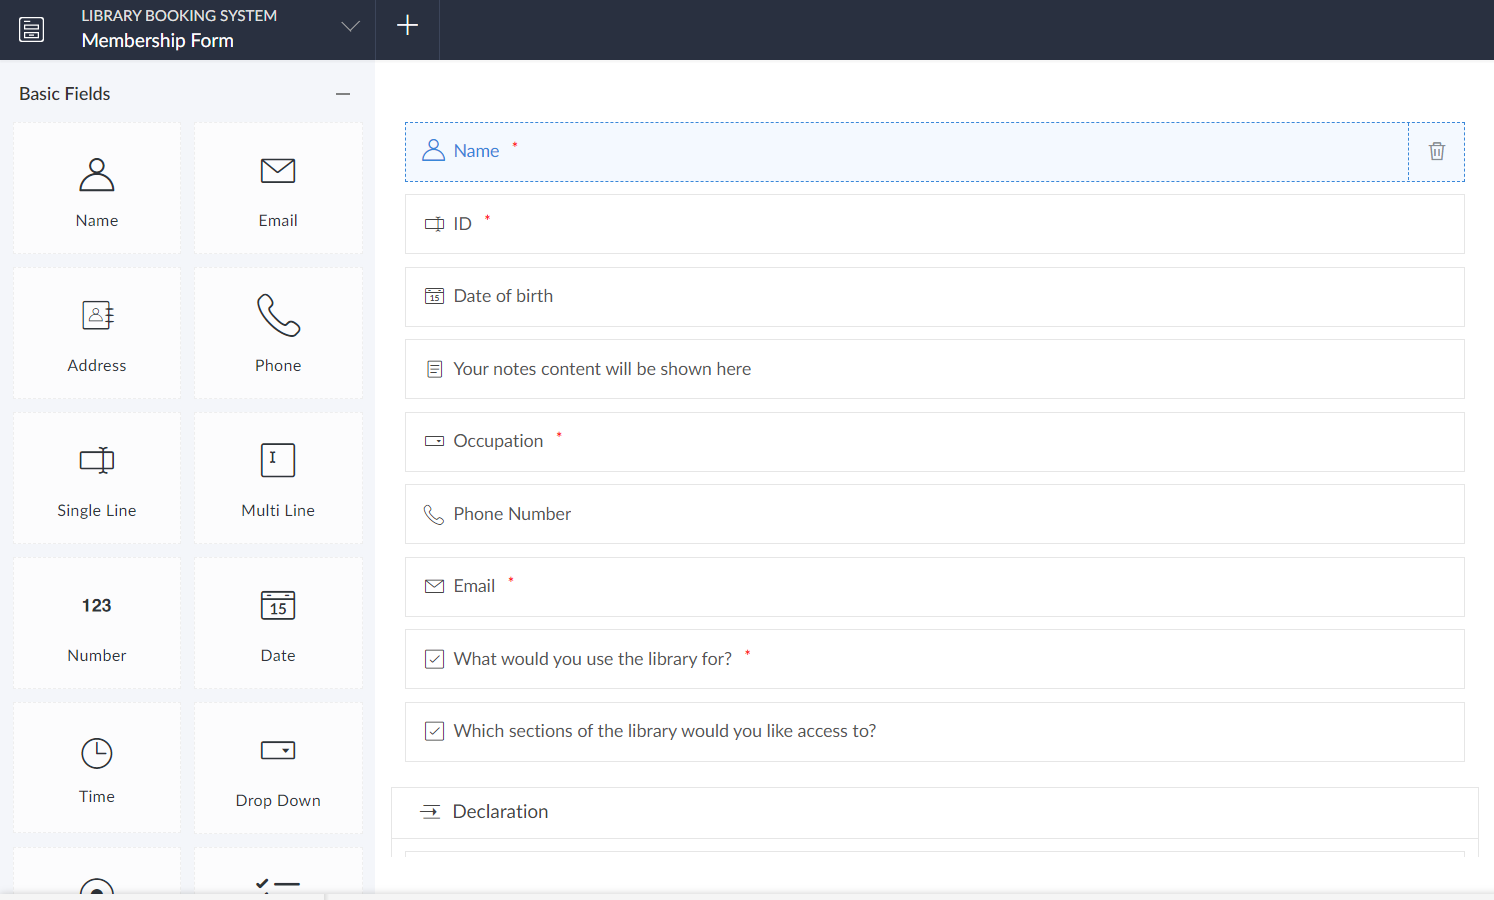 LIBRARY BOOKING SYSTEM
Membership Form
Basic Fields
Name
Email
Address
Phone
Single Line
Multi Line
123
Number
15
Date
Time
Drop Down
Name *
ID *
15 Date of birth
Your notes content will be shown here
Occupation *
Phone Number
Email *
What would you use the library for? *
Which sections of the library would you like access to?
Declaration